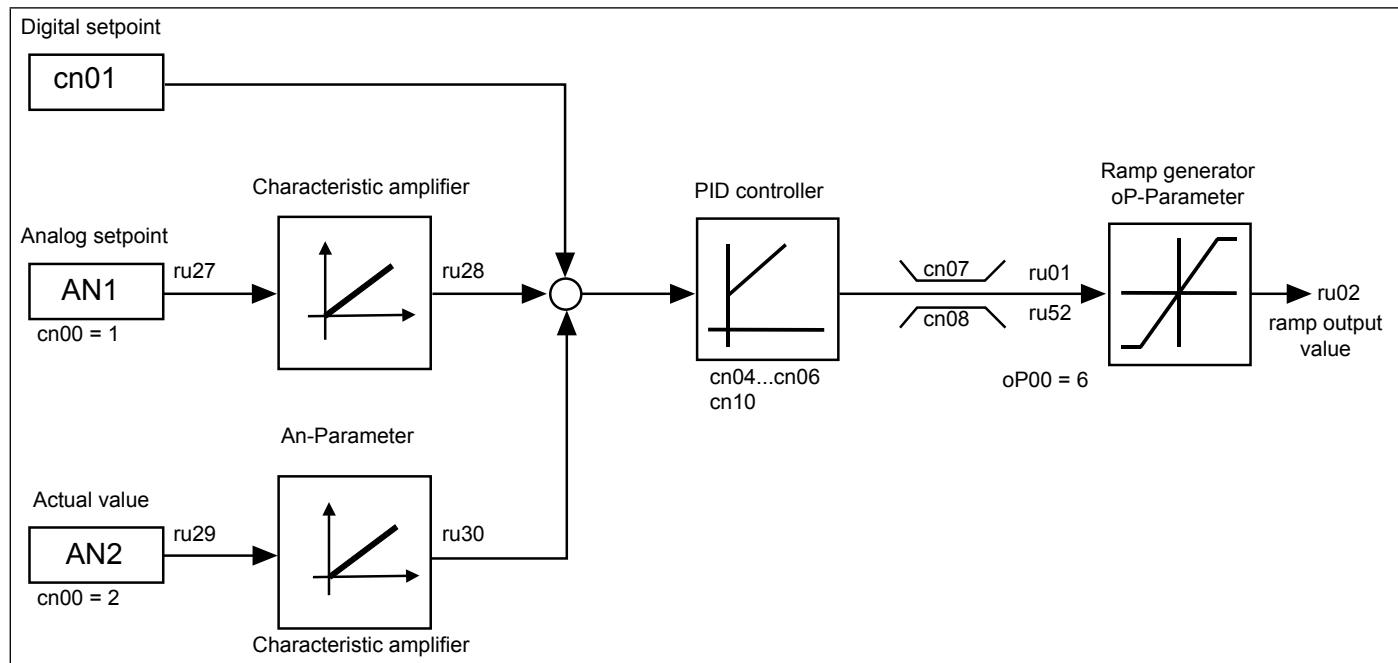 Digital setpoint
cn01
Characteristic amplifier
PID controller
Ramp generator
oP-Parameter
Analog setpoint
AN1
ru27
ru28
cn07
ru01
cn08
ru52
ru02
ramp output
value
cn00 = 1
cn04...cn06
cn10
oP00 = 6
An-Parameter
Actual value
AN2
ru29
ru30
cn00 = 2
Characteristic amplifier